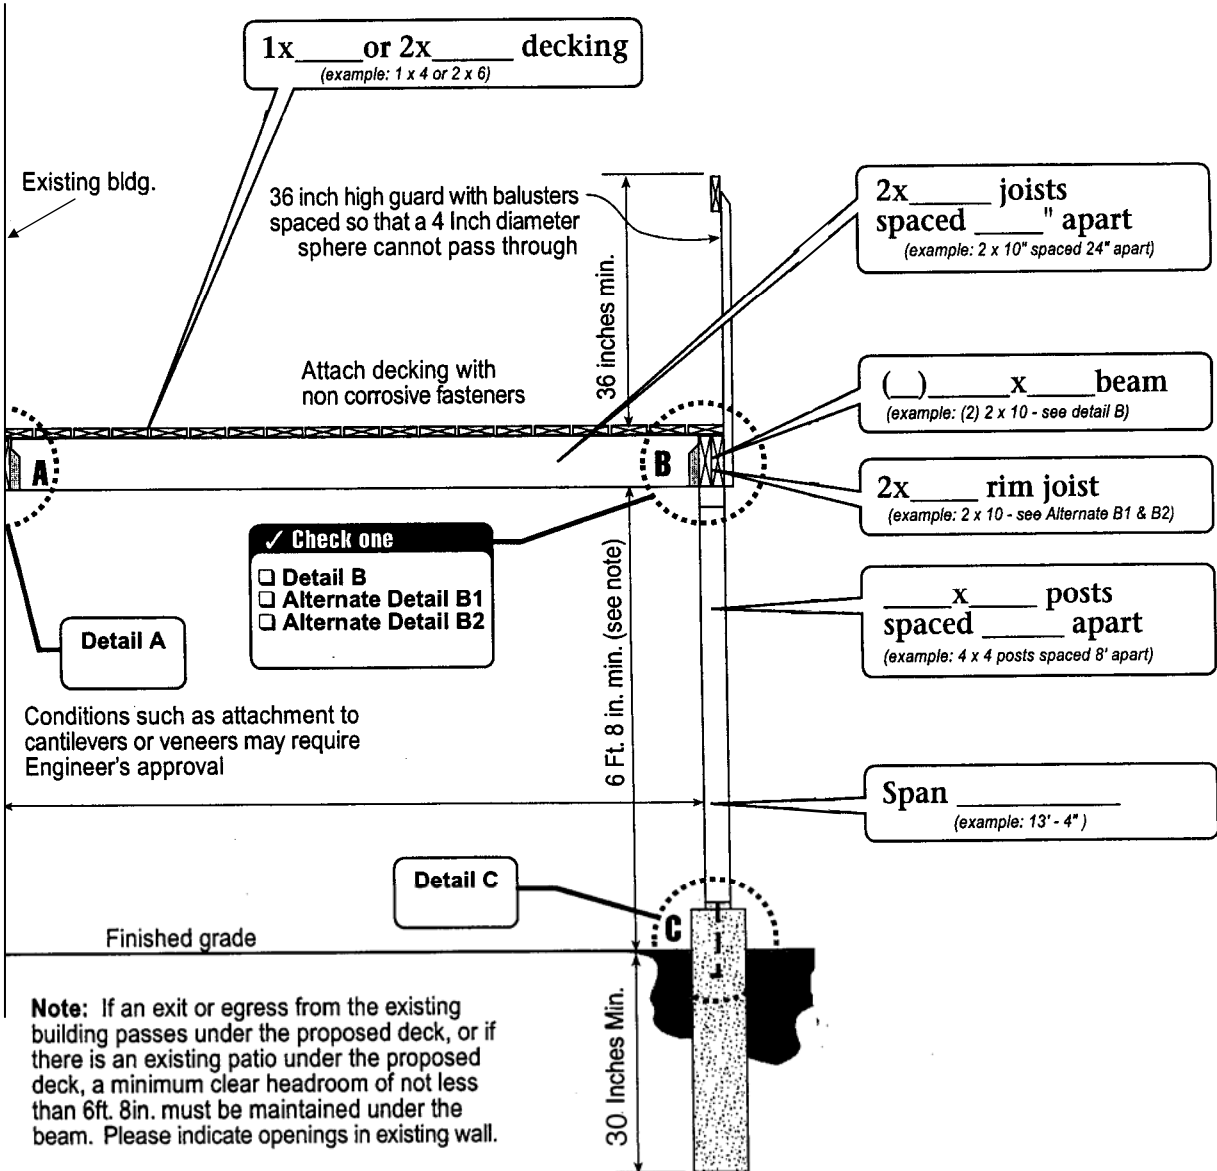 1x____or 2x_____ decking
(example: 1 x 4 or 2 x 6)
Existing bldg.
36 inch high guard with balusters
spaced so that a 4 Inch diameter
sphere cannot pass through
36 inches min.
2x_____ joists
spaced ____" apart
(example: 2 x 10" spaced 24" apart)
Attach decking with
non corrosive fasteners
(__)_____x____beam
(example: (2) 2 x 10 - see detail B)
A
B
2x____ rim joist
(example: 2 x 10 - see Alternate B1 & B2)
✓ Check one
❏ Detail B
❏ Alternate Detail B1
❏ Alternate Detail B2
Detail A
6 Ft. 8 in. min. (see note)
____x____ posts
spaced _____ apart
(example: 4 x 4 posts spaced 8' apart)
Conditions such as attachment to
cantilevers or veneers may require
Engineer's approval
Span __________
(example: 13' - 4" )
Detail C
C
Finished grade
30 Inches Min.
Note: If an exit or egress from the existing
building passes under the proposed deck, or if
there is an existing patio under the proposed
deck, a minimum clear headroom of not less
than 6ft. 8in. must be maintained under the
beam. Please indicate openings in existing wall.